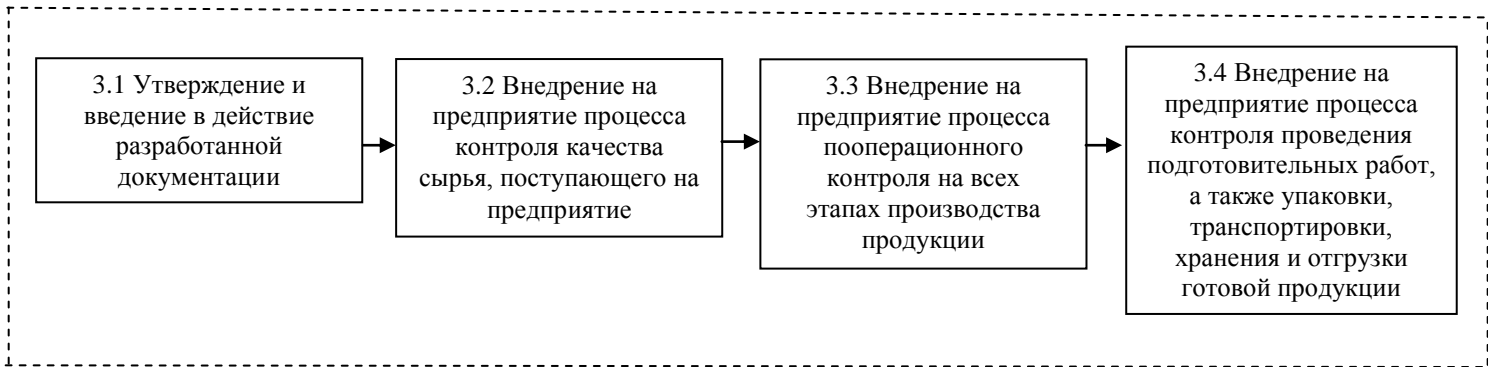 3.1 Утверждение и
введение в действие
разработанной
документации
3.2 Внедрение на
предприятие процесса
контроля качества
сырья, поступающего на
предприятие
3.3 Внедрение на
предприятие процесса
пооперационного
контроля на всех
этапах производства
продукции
3.4 Внедрение на
предприятие процесса
контроля проведения
подготовительных работ,
а также упаковки,
транспортировки,
хранения и отгрузки
готовой продукции